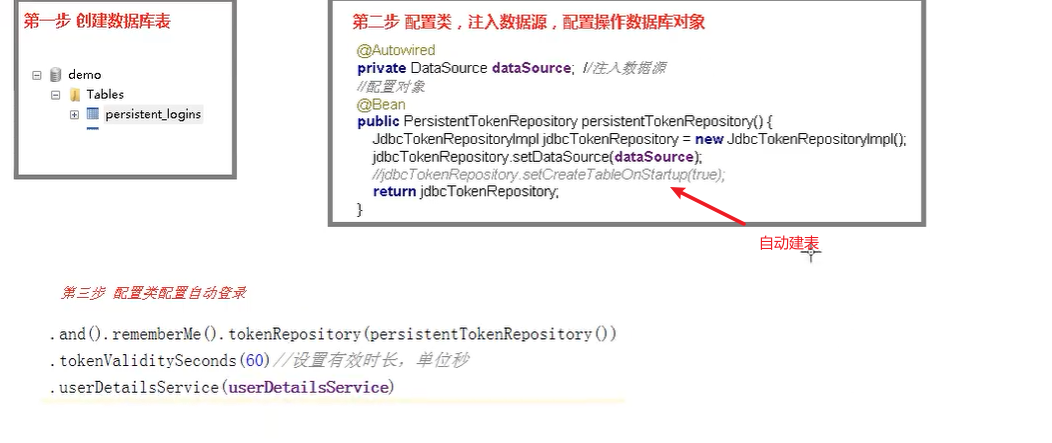 第一步 创建数据库表
demo
Tables
persistent_logins
第二步 配置类，注入数据源，配置操作数据库对象
@Autowired
private DataSource dataSource; //注入数据源
//配置对象
@Bean
public PersistentTokenRepository persistentTokenRepository() {
JdbcTokenRepositoryImpl jdbcTokenRepository = new JdbcTokenRepositoryImpl();
jdbcTokenRepository.setDataSource(dataSource);
//jdbcTokenRepository.setCreateTableOnStartup(true);
return jdbcTokenRepository;
}
自动建表
第三步 配置类配置自动登录
.and().rememberMe().tokenRepository(persistentTokenRepository())
.tokenValiditySeconds(60)//设置有效时长，单位秒
.userDetailsService(userDetailsService)